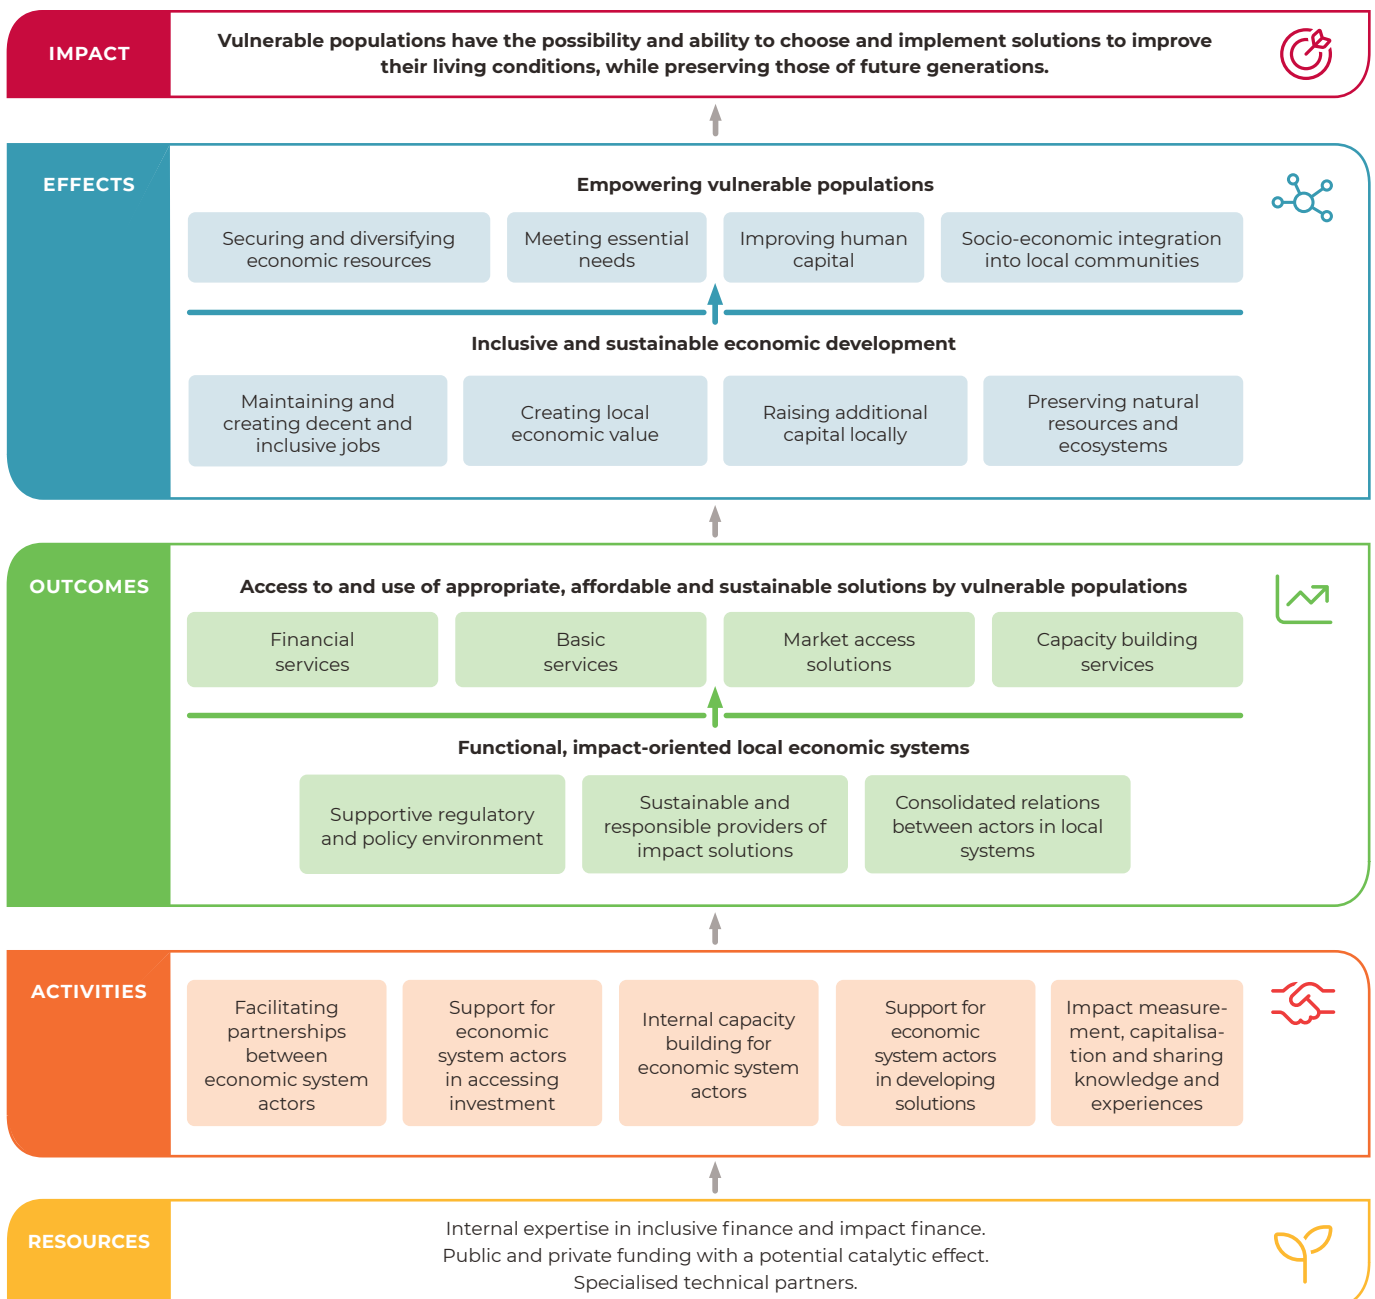 IMPACT
Vulnerable populations have the possibility and ability to choose and implement solutions to improve
their living conditions, while preserving those of future generations.
EFFECTS
Empowering vulnerable populations
Securing and diversifying
economic resources
Meeting essential
needs
Improving human
capital
Socio-economic integration
into local communities
Inclusive and sustainable economic development
Maintaining and
creating decent and
inclusive jobs
Creating local
economic value
Raising additional
capital locally
Preserving natural
resources and
ecosystems
OUTCOMES
Access to and use of appropriate, affordable and sustainable solutions by vulnerable populations
Financial
services
Basic
services
Market access
solutions
Capacity building
services
Functional, impact-oriented local economic systems
Supportive regulatory
and policy environment
Sustainable and
responsible providers of
impact solutions
Consolidated relations
between actors in local
systems
ACTIVITIES
Facilitating
partnerships
between
economic system
actors
Support for
economic
system actors
in accessing
investment
Internal capacity
building for
economic system
actors
Support for
economic
system actors
in developing
solutions
Impact measure-
ment, capitalisa-
tion and sharing
knowledge and
experiences
RESOURCES
Internal expertise in inclusive finance and impact finance.
Public and private funding with a potential catalytic effect.
Specialised technical partners.